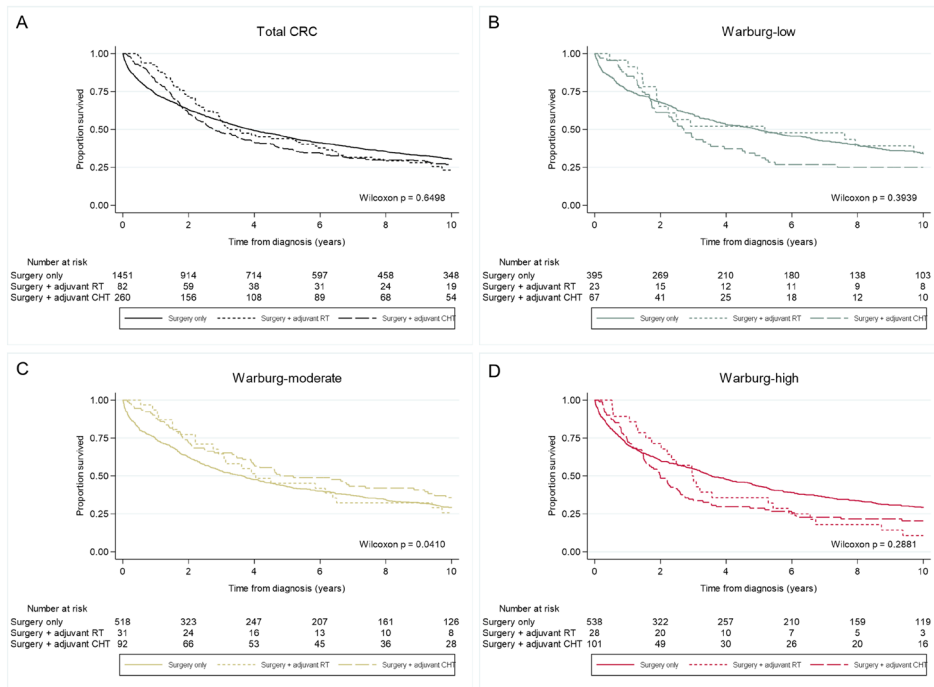 A
Total CRC
Proportion survived
1.00
0.75
0.50
0.25
0.00
Wilcoxon p = 0.6498
0 2 4 6 8 10
Time from diagnosis (years)
Number at risk
Surgery only 1451 914 714 597 458 348
Surgery + adjuvant RT 82 59 38 31 24 19
Surgery + adjuvant CHT 260 156 108 89 68 54
Surgery only Surgery + adjuvant RT Surgery + adjuvant CHT
B
Warburg-low
Proportion survived
1.00
0.75
0.50
0.25
0.00
Wilcoxon p = 0.3939
0 2 4 6 8 10
Time from diagnosis (years)
Number at risk
Surgery only 395 269 210 180 138 103
Surgery + adjuvant RT 23 15 12 11 9 8
Surgery + adjuvant CHT 67 41 25 18 12 10
Surgery only Surgery + adjuvant RT Surgery + adjuvant CHT
C
Warburg-moderate
Proportion survived
1.00
0.75
0.50
0.25
0.00
Wilcoxon p = 0.0410
0 2 4 6 8 10
Time from diagnosis (years)
Number at risk
Surgery only 518 323 247 207 161 126
Surgery + adjuvant RT 31 24 16 13 10 8
Surgery + adjuvant CHT 92 66 53 45 36 28
Surgery only Surgery + adjuvant RT Surgery + adjuvant CHT
D
Warburg-high
Proportion survived
1.00
0.75
0.50
0.25
0.00
Wilcoxon p = 0.2881
0 2 4 6 8 10
Time from diagnosis (years)
Number at risk
Surgery only 538 322 257 210 159 119
Surgery + adjuvant RT 28 20 10 7 5 3
Surgery + adjuvant CHT 101 49 30 26 20 16
Surgery only Surgery + adjuvant RT Surgery + adjuvant CHT